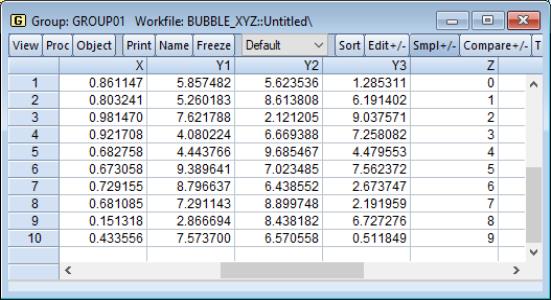 G Group: GROUP01 Workfile: BUBBLE_XYZ::Untitled\
View Proc Object Print Name Freeze Default Sort Edit+/- Smpl+/- Compare+/- T
X Y1 Y2 Y3 Z
1 0.861147 5.857482 5.623536 1.285311 0
2 0.803241 5.260183 8.613808 6.191402 1
3 0.981470 7.621788 2.121205 9.037571 2
4 0.921708 4.080224 6.669388 7.258082 3
5 0.682758 4.443766 9.685467 4.479553 4
6 0.673058 9.389641 7.023485 7.562372 5
7 0.729155 8.796637 6.438552 2.673747 6
8 0.681085 7.291143 8.899748 2.191959 7
9 0.151318 2.866694 8.438182 6.727276 8
10 0.433556 7.573700 6.570558 0.511849 9